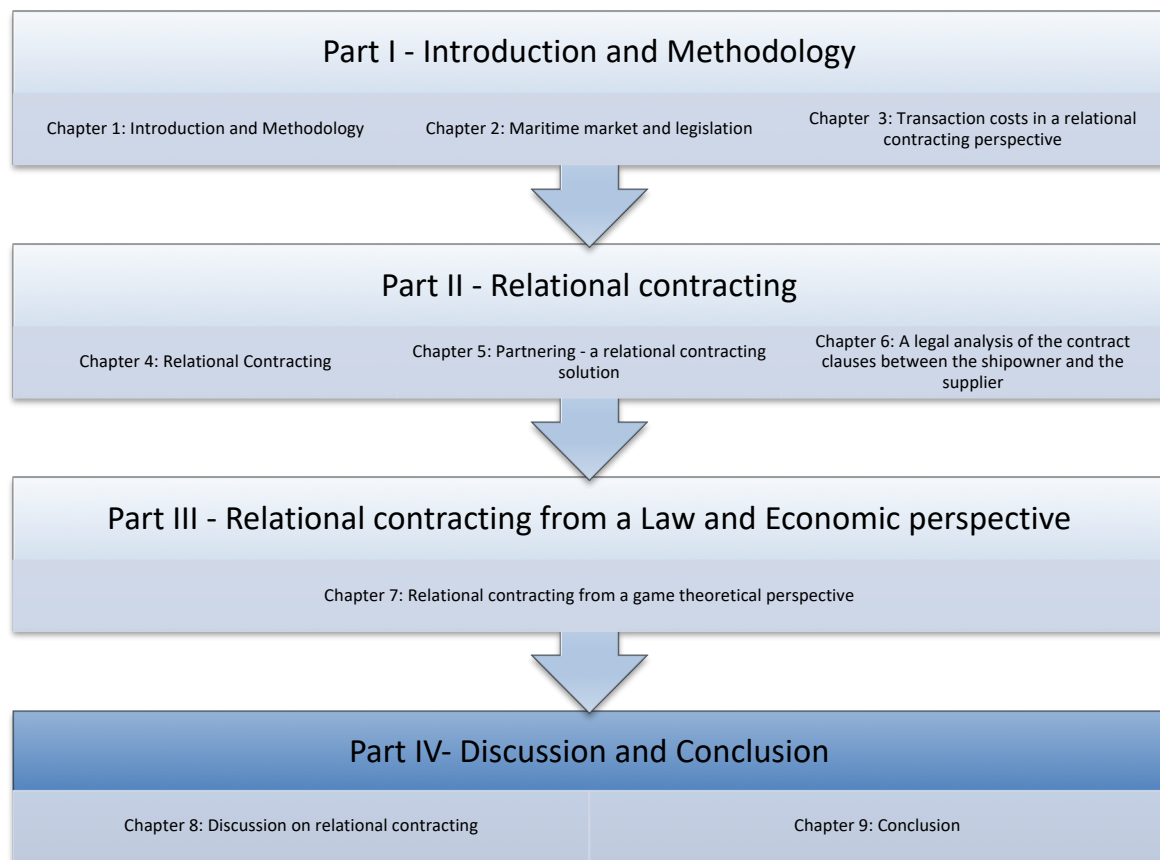 Part I - Introduction and Methodology
Chapter 1: Introduction and Methodology
Chapter 2: Maritime market and legislation
Chapter  3: Transaction costs in a relational
contracting perspective
Part II - Relational contracting
Chapter 4: Relational Contracting
Chapter 5: Partnering - a relational contracting
solution
Chapter 6: A legal analysis of the contract
clauses between the shipowner and the
supplier
Part III - Relational contracting from a Law and Economic perspective
Chapter 7: Relational contracting from a game theoretical perspective
Part IV- Discussion and Conclusion
Chapter 8: Discussion on relational contracting
Chapter 9: Conclusion